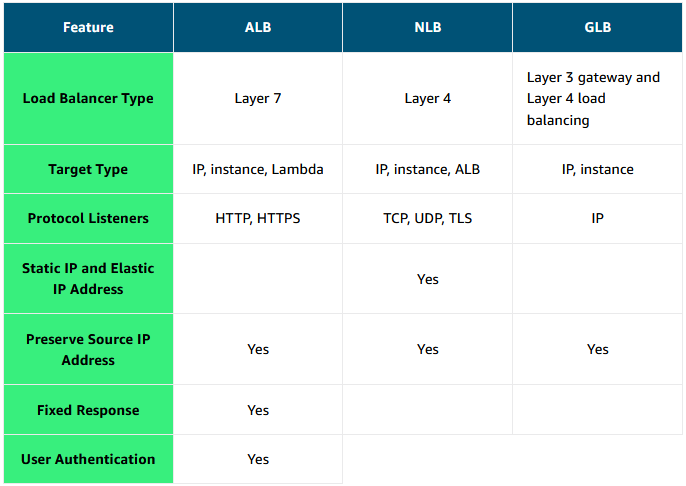 Feature ALB NLB GLB
Load Balancer Type Layer 7 Layer 4 Layer 3 gateway and
Layer 4 load
balancing
Target Type IP, instance, Lambda IP, instance, ALB IP, instance
Protocol Listeners HTTP, HTTPS TCP, UDP, TLS IP
Static IP and Elastic
IP Address Yes
Preserve Source IP
Address Yes Yes Yes
Fixed Response Yes
User Authentication Yes